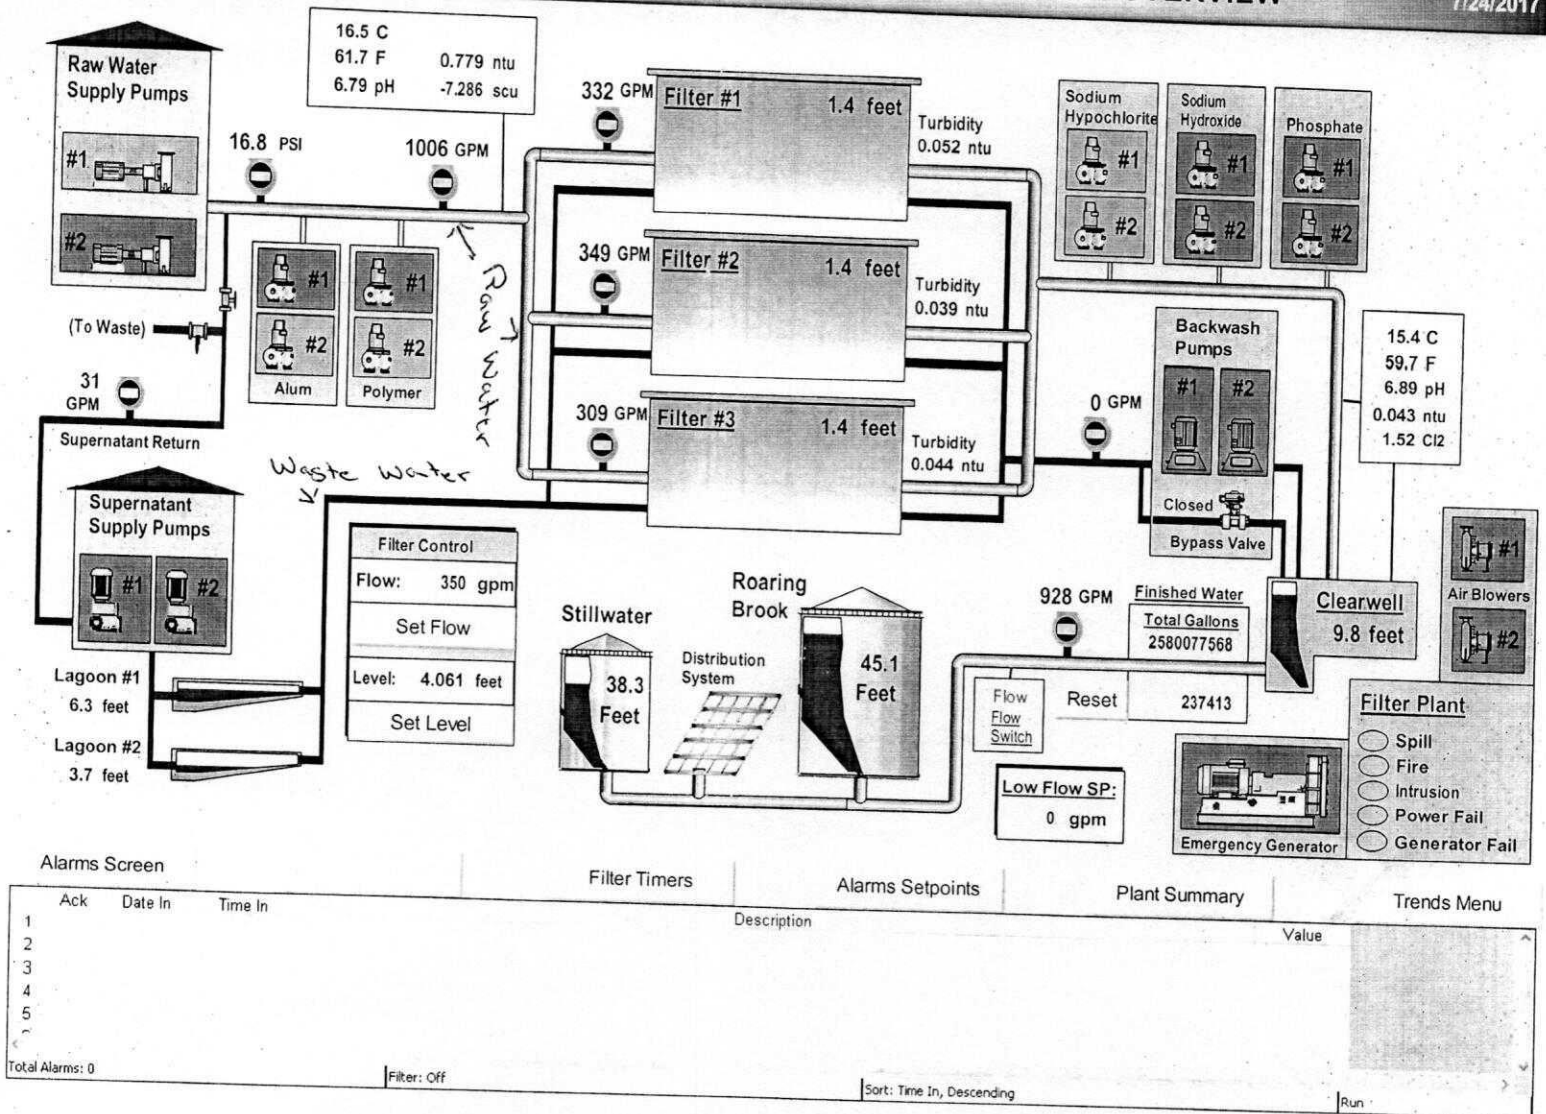 OVERVIEW
7/24/2017
Raw Water
Supply Pumps
#1
#2
16.5 C
61.7 F 0.779 ntu
6.79 pH -7.286 scu
16.8 PSI
1006 GPM
332 GPM
Filter #1 1.4 feet
Turbidity
0.052 ntu
Sodium
Hypochlorite
#1
#2
Sodium
Hydroxide
#1
#2
Phosphate
#1
#2
(To Waste)
#1
#2
Alum
#1
#2
Polymer
Raw Water
349 GPM
Filter #2 1.4 feet
Turbidity
0.039 ntu
Backwash
Pumps
#1 #2
15.4 C
59.7 F
6.89 pH
0.043 ntu
1.52 Cl2
31
GPM
Supernatant Return
309 GPM
Filter #3 1.4 feet
Turbidity
0.044 ntu
0 GPM
Closed
Bypass Valve
Waste Water
Supernatant
Supply Pumps
#1 #2
Filter Control
Flow: 350 gpm
Set Flow
Level: 4.061 feet
Set Level
Lagoon #1
6.3 feet
Lagoon #2
3.7 feet
Stillwater
38.3
Feet
Distribution
System
Roaring
Brook
45.1
Feet
928 GPM
Finished Water
Total Gallons
2580077568
Reset 237413
Flow
Flow
Switch
Clearwell
9.8 feet
#1
Air Blowers
#2
Low Flow SP:
0 gpm
Emergency Generator
Filter Plant
Spill
Fire
Intrusion
Power Fail
Generator Fail
Alarms Screen Filter Timers Alarms Setpoints Plant Summary Trends Menu
Ack Date In Time In Description Value
1
2
3
4
5
Total Alarms: 0 Filter: Off Sort: Time In, Descending Run